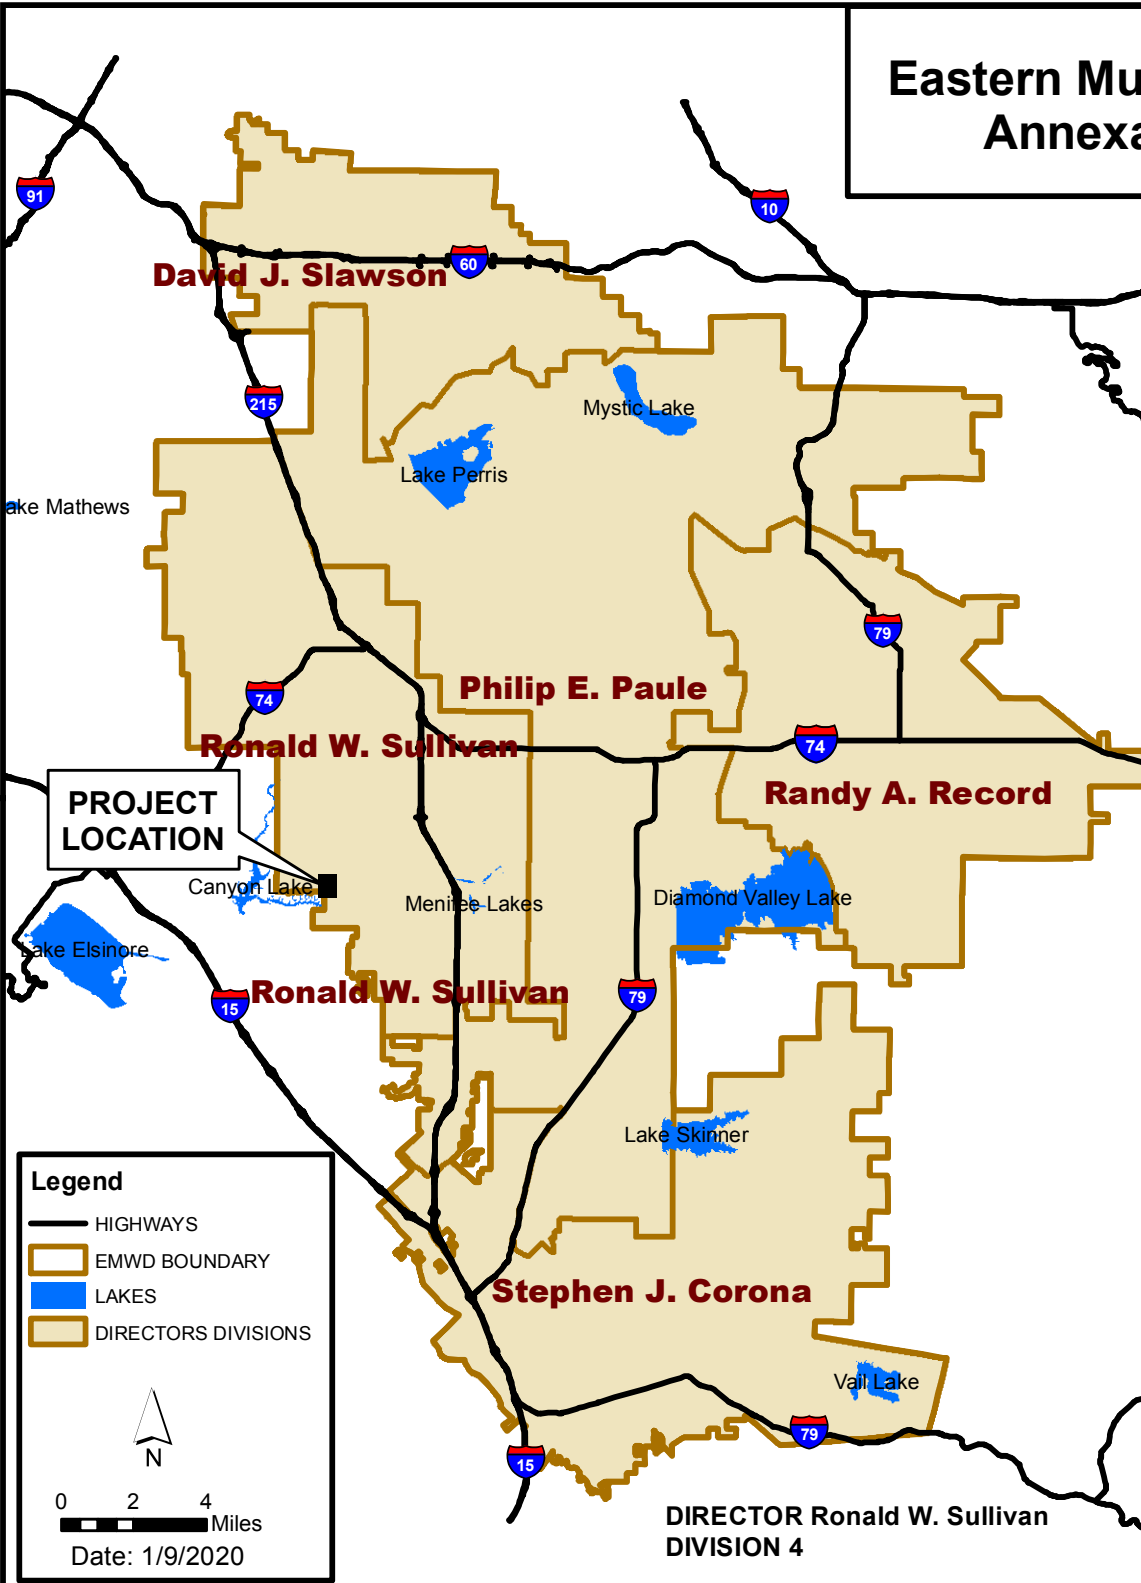 Eastern Mu
Annexa
91
10
David J. Slawson
60
215
Mystic Lake
Lake Perris
ake Mathews
79
74
Philip E. Paule
Ronald W. Sullivan
74
PROJECT
LOCATION
Randy A. Record
Canyon Lake
Menifee Lakes
Diamond Valley Lake
Lake Elsinore
15
Ronald W. Sullivan
79
Lake Skinner
Legend
HIGHWAYS
EMWD BOUNDARY
LAKES
DIRECTORS DIVISIONS
N
0 2 4
Miles
Date: 1/9/2020
Stephen J. Corona
Vail Lake
79
15
DIRECTOR Ronald W. Sullivan
DIVISION 4